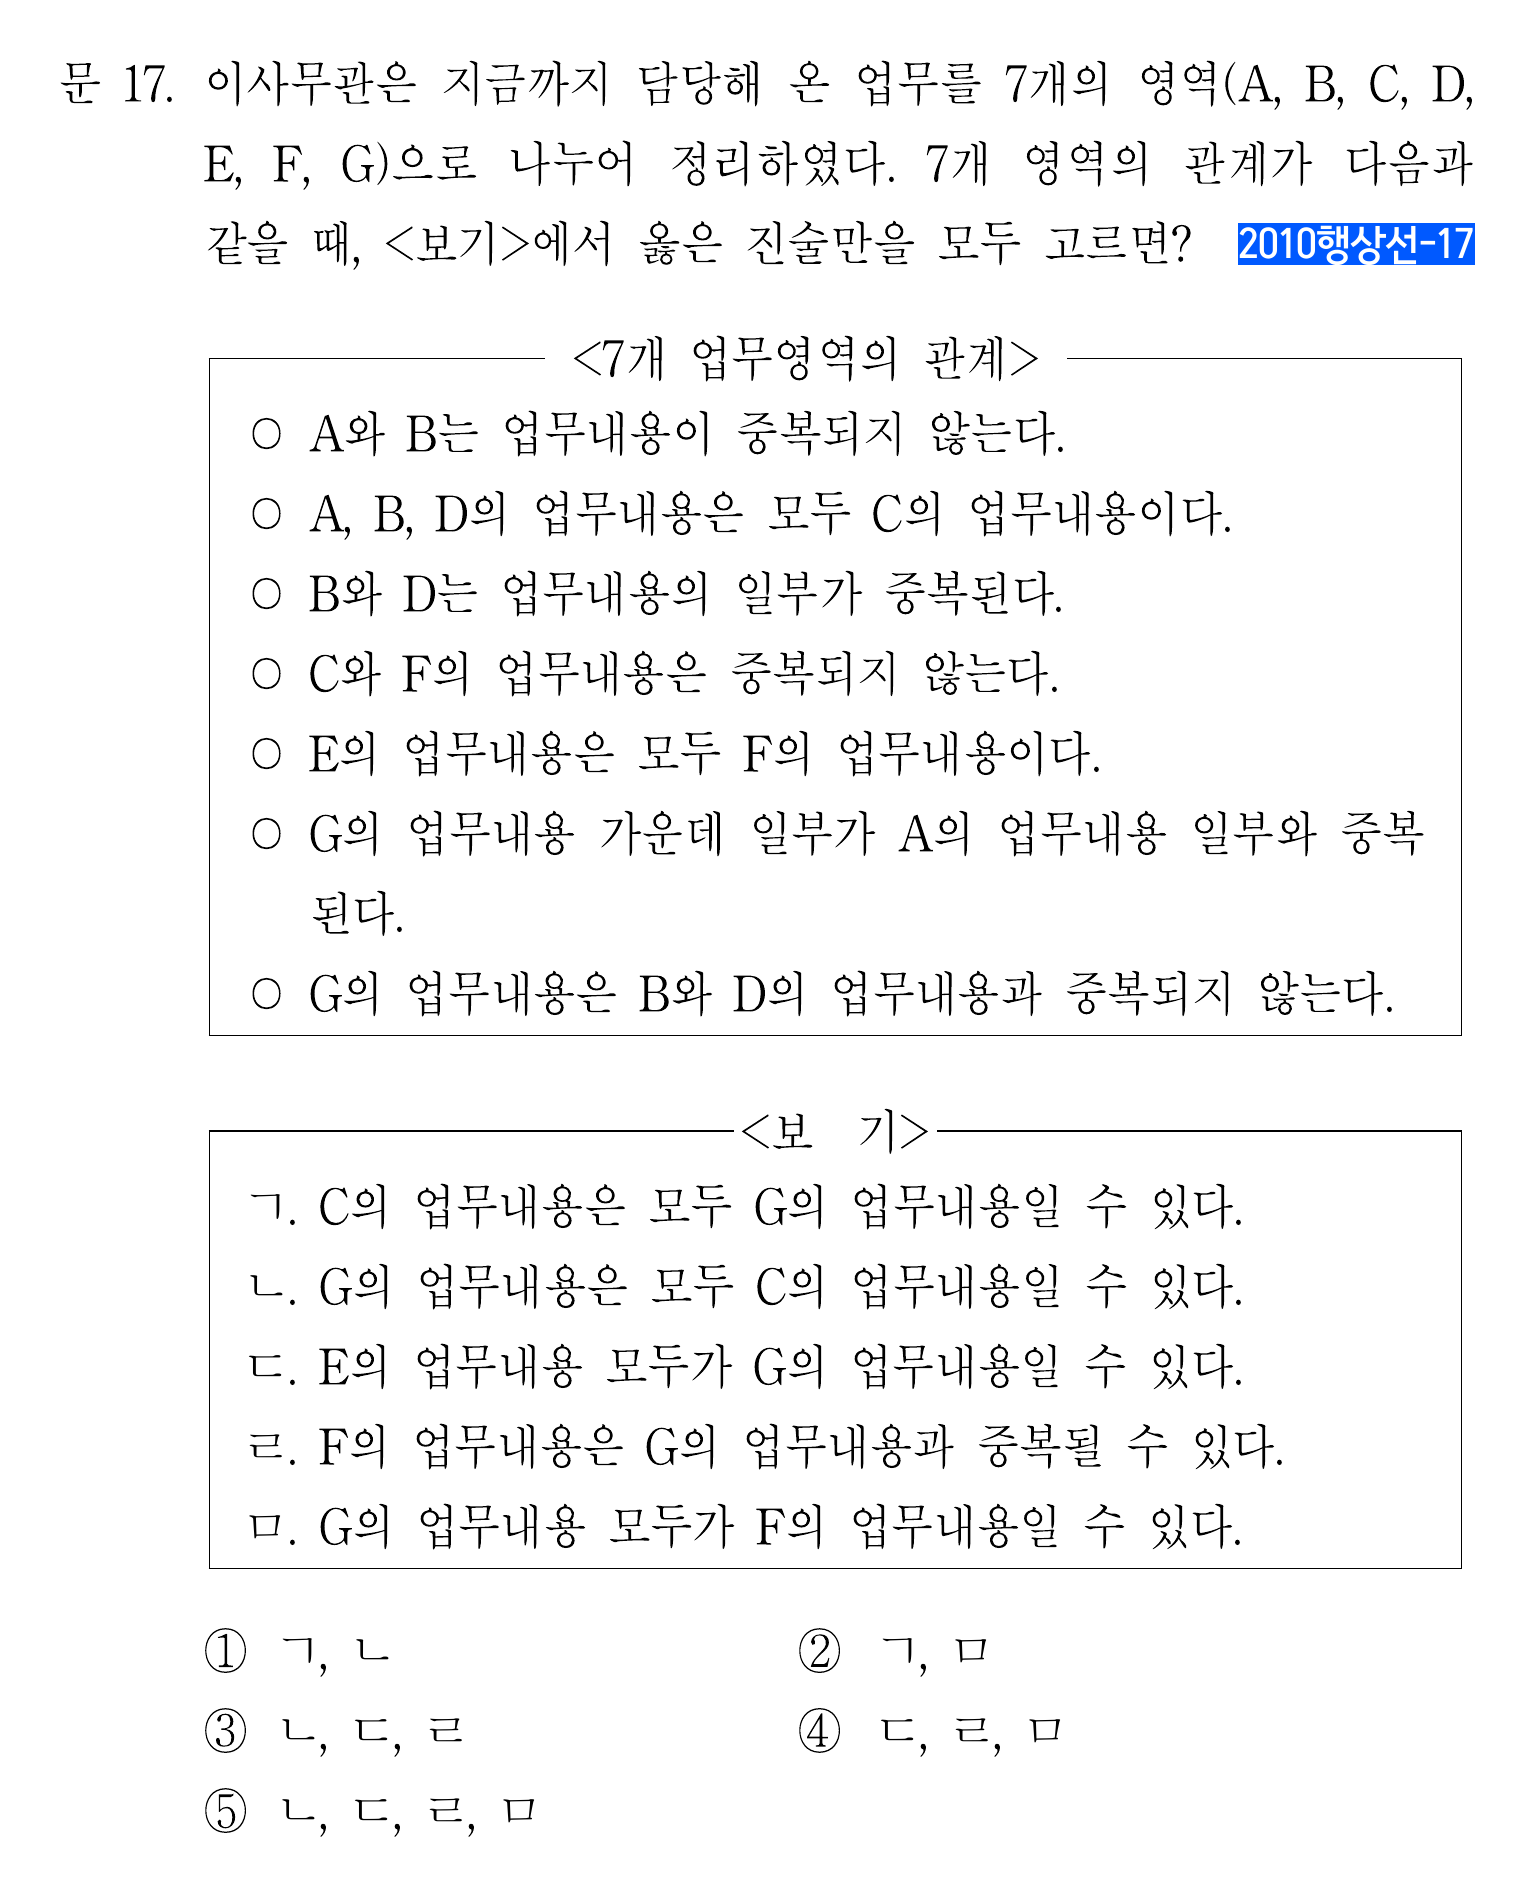 문 17. 이사무관은 지금까지 담당해 온 업무를 7개의 영역(A, B, C, D,
E, F, G)으로 나누어 정리하였다. 7개 영역의 관계가 다음과
같을 때, <보기>에서 옳은 진술만을 모두 고르면? 2010행상선-17
<7개 업무영역의 관계>
○ A와 B는 업무내용이 중복되지 않는다.
○ A, B, D의 업무내용은 모두 C의 업무내용이다.
○ B와 D는 업무내용의 일부가 중복된다.
○ C와 F의 업무내용은 중복되지 않는다.
○ E의 업무내용은 모두 F의 업무내용이다.
○ G의 업무내용 가운데 일부가 A의 업무내용 일부와 중복
된다.
○ G의 업무내용은 B와 D의 업무내용과 중복되지 않는다.
<보 기>
ㄱ. C의 업무내용은 모두 G의 업무내용일 수 있다.
ㄴ. G의 업무내용은 모두 C의 업무내용일 수 있다.
ㄷ. E의 업무내용 모두가 G의 업무내용일 수 있다.
ㄹ. F의 업무내용은 G의 업무내용과 중복될 수 있다.
ㅁ. G의 업무내용 모두가 F의 업무내용일 수 있다.
① ㄱ, ㄴ ② ㄱ, ㅁ
③ ㄴ, ㄷ, ㄹ ④ ㄷ, ㄹ, ㅁ
⑤ ㄴ, ㄷ, ㄹ, ㅁ